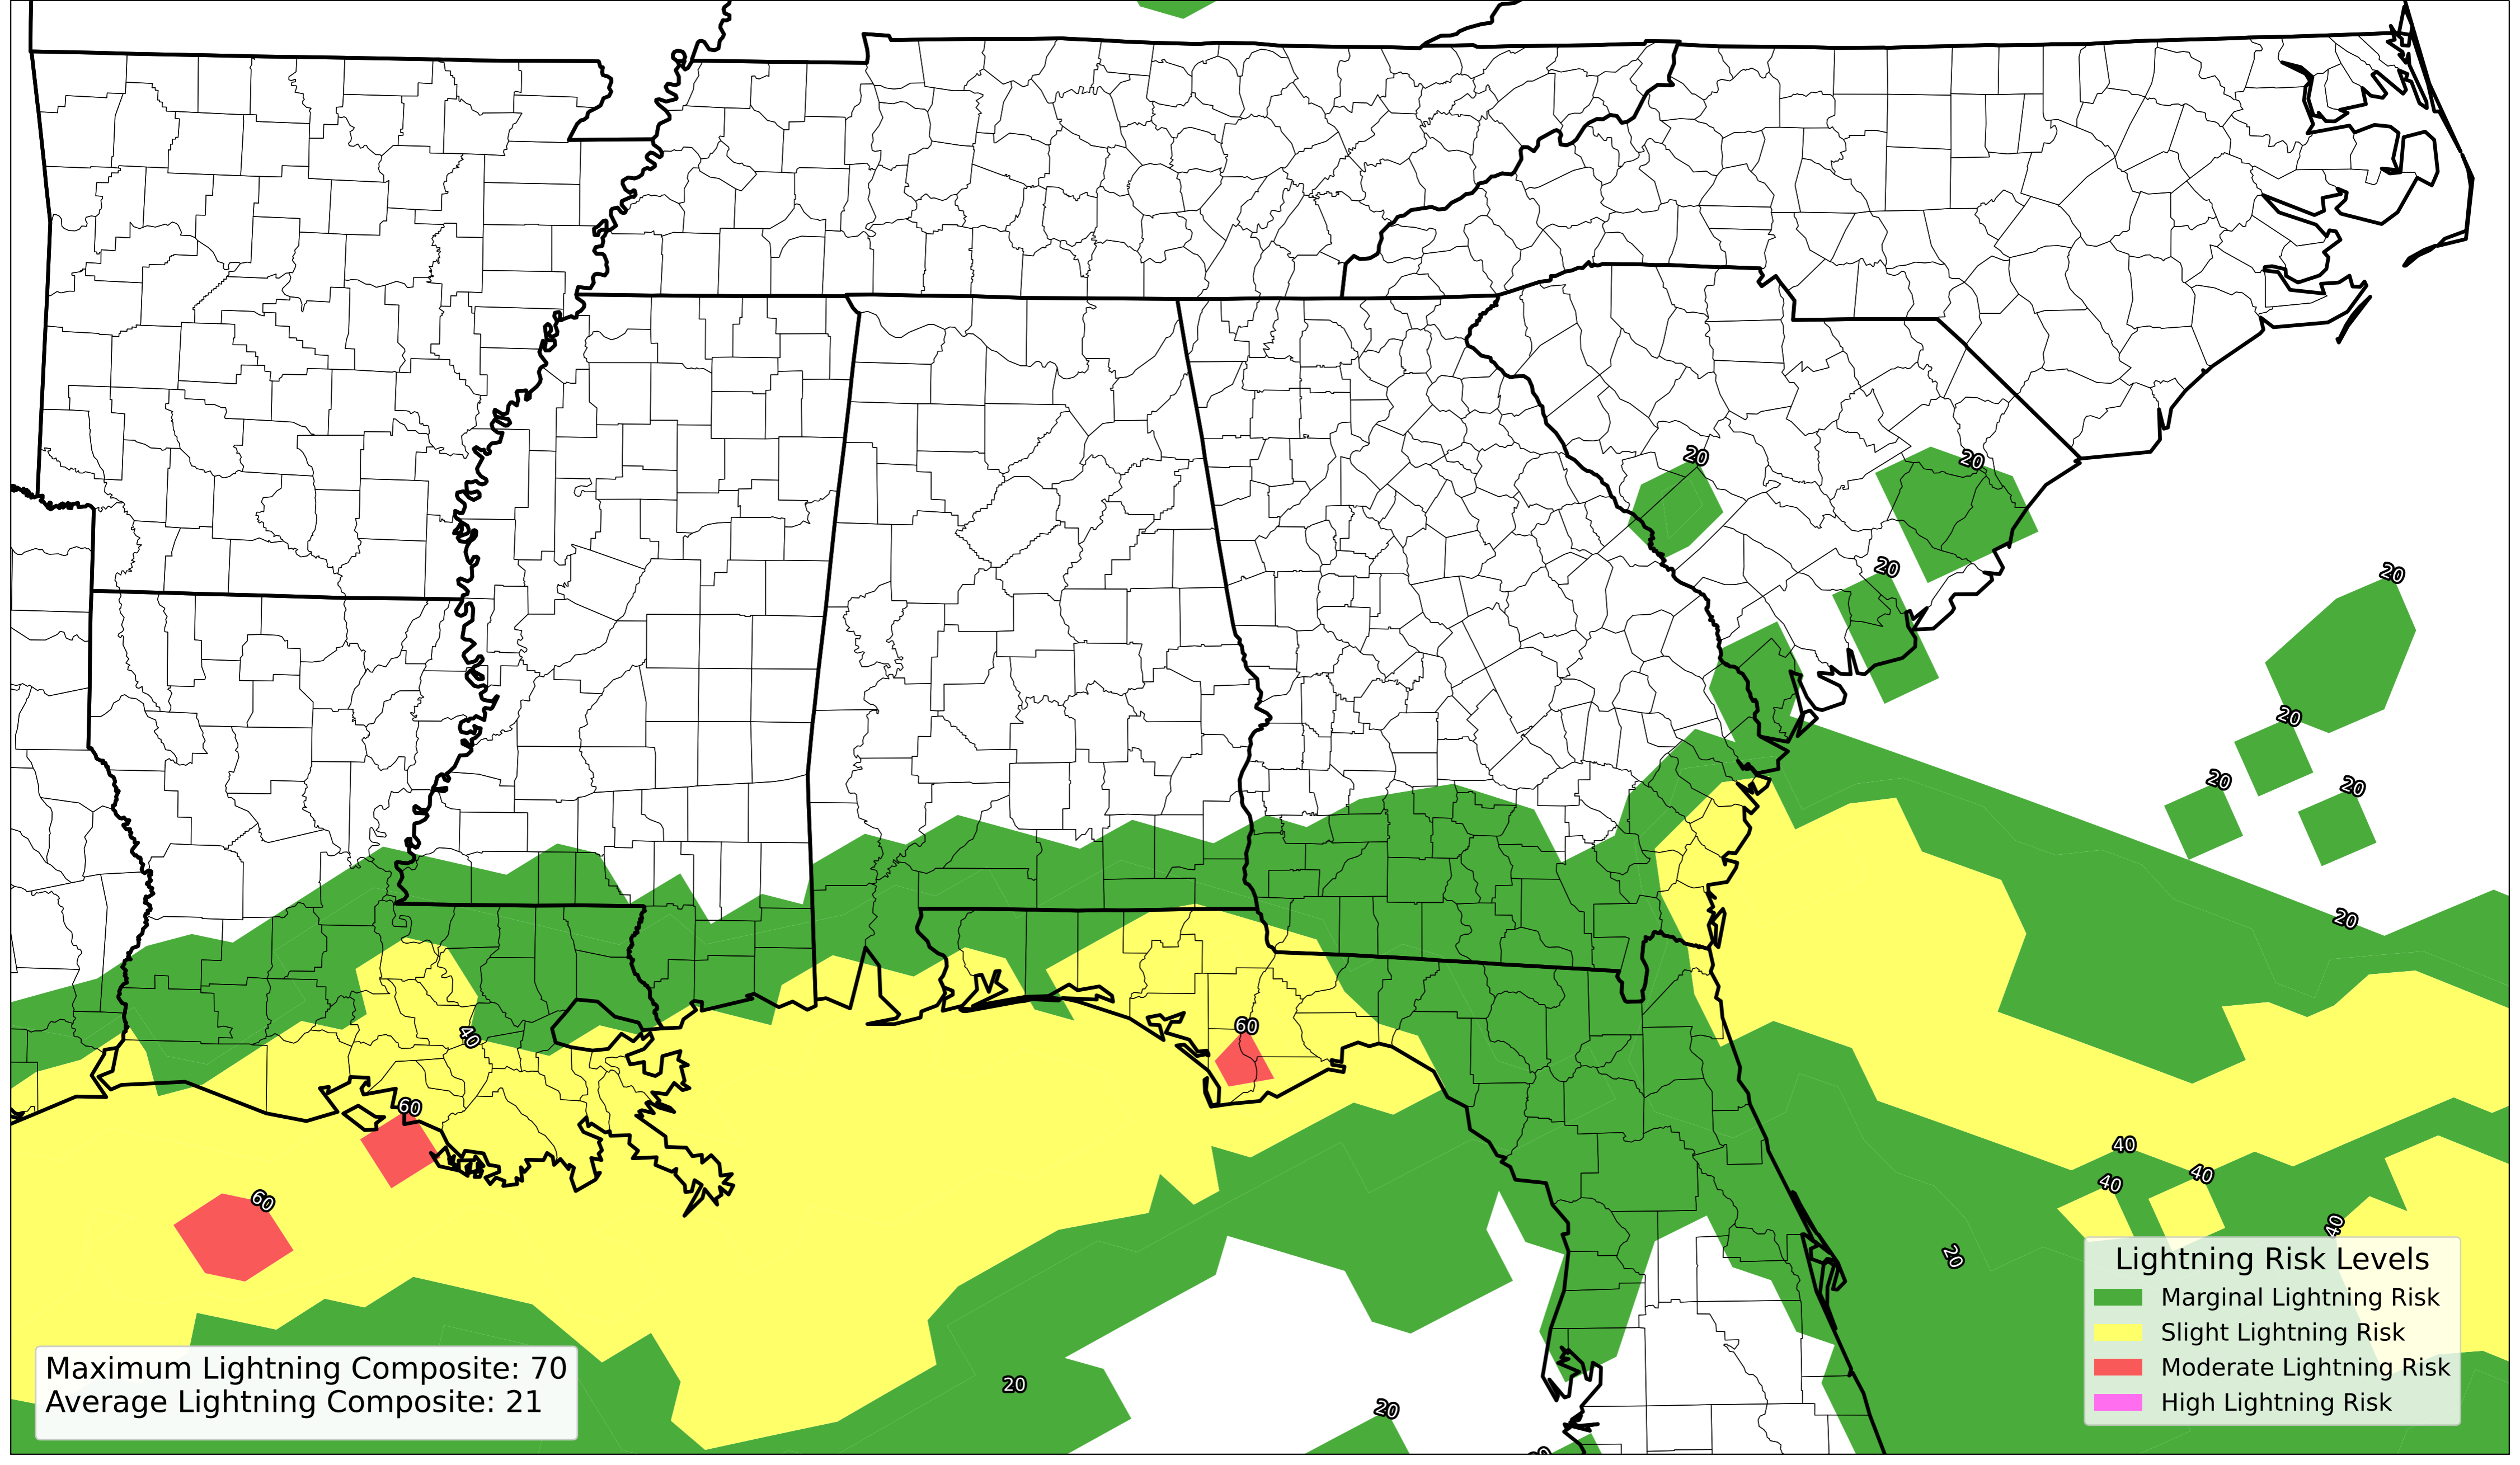 20
20
20
20
20
20
20
20
40
60
60
60
40
40
40
40
20
20
20
Lightning Risk Levels
Marginal Lightning Risk
Slight Lightning Risk
Moderate Lightning Risk
High Lightning Risk
Maximum Lightning Composite: 70
Average Lightning Composite: 21